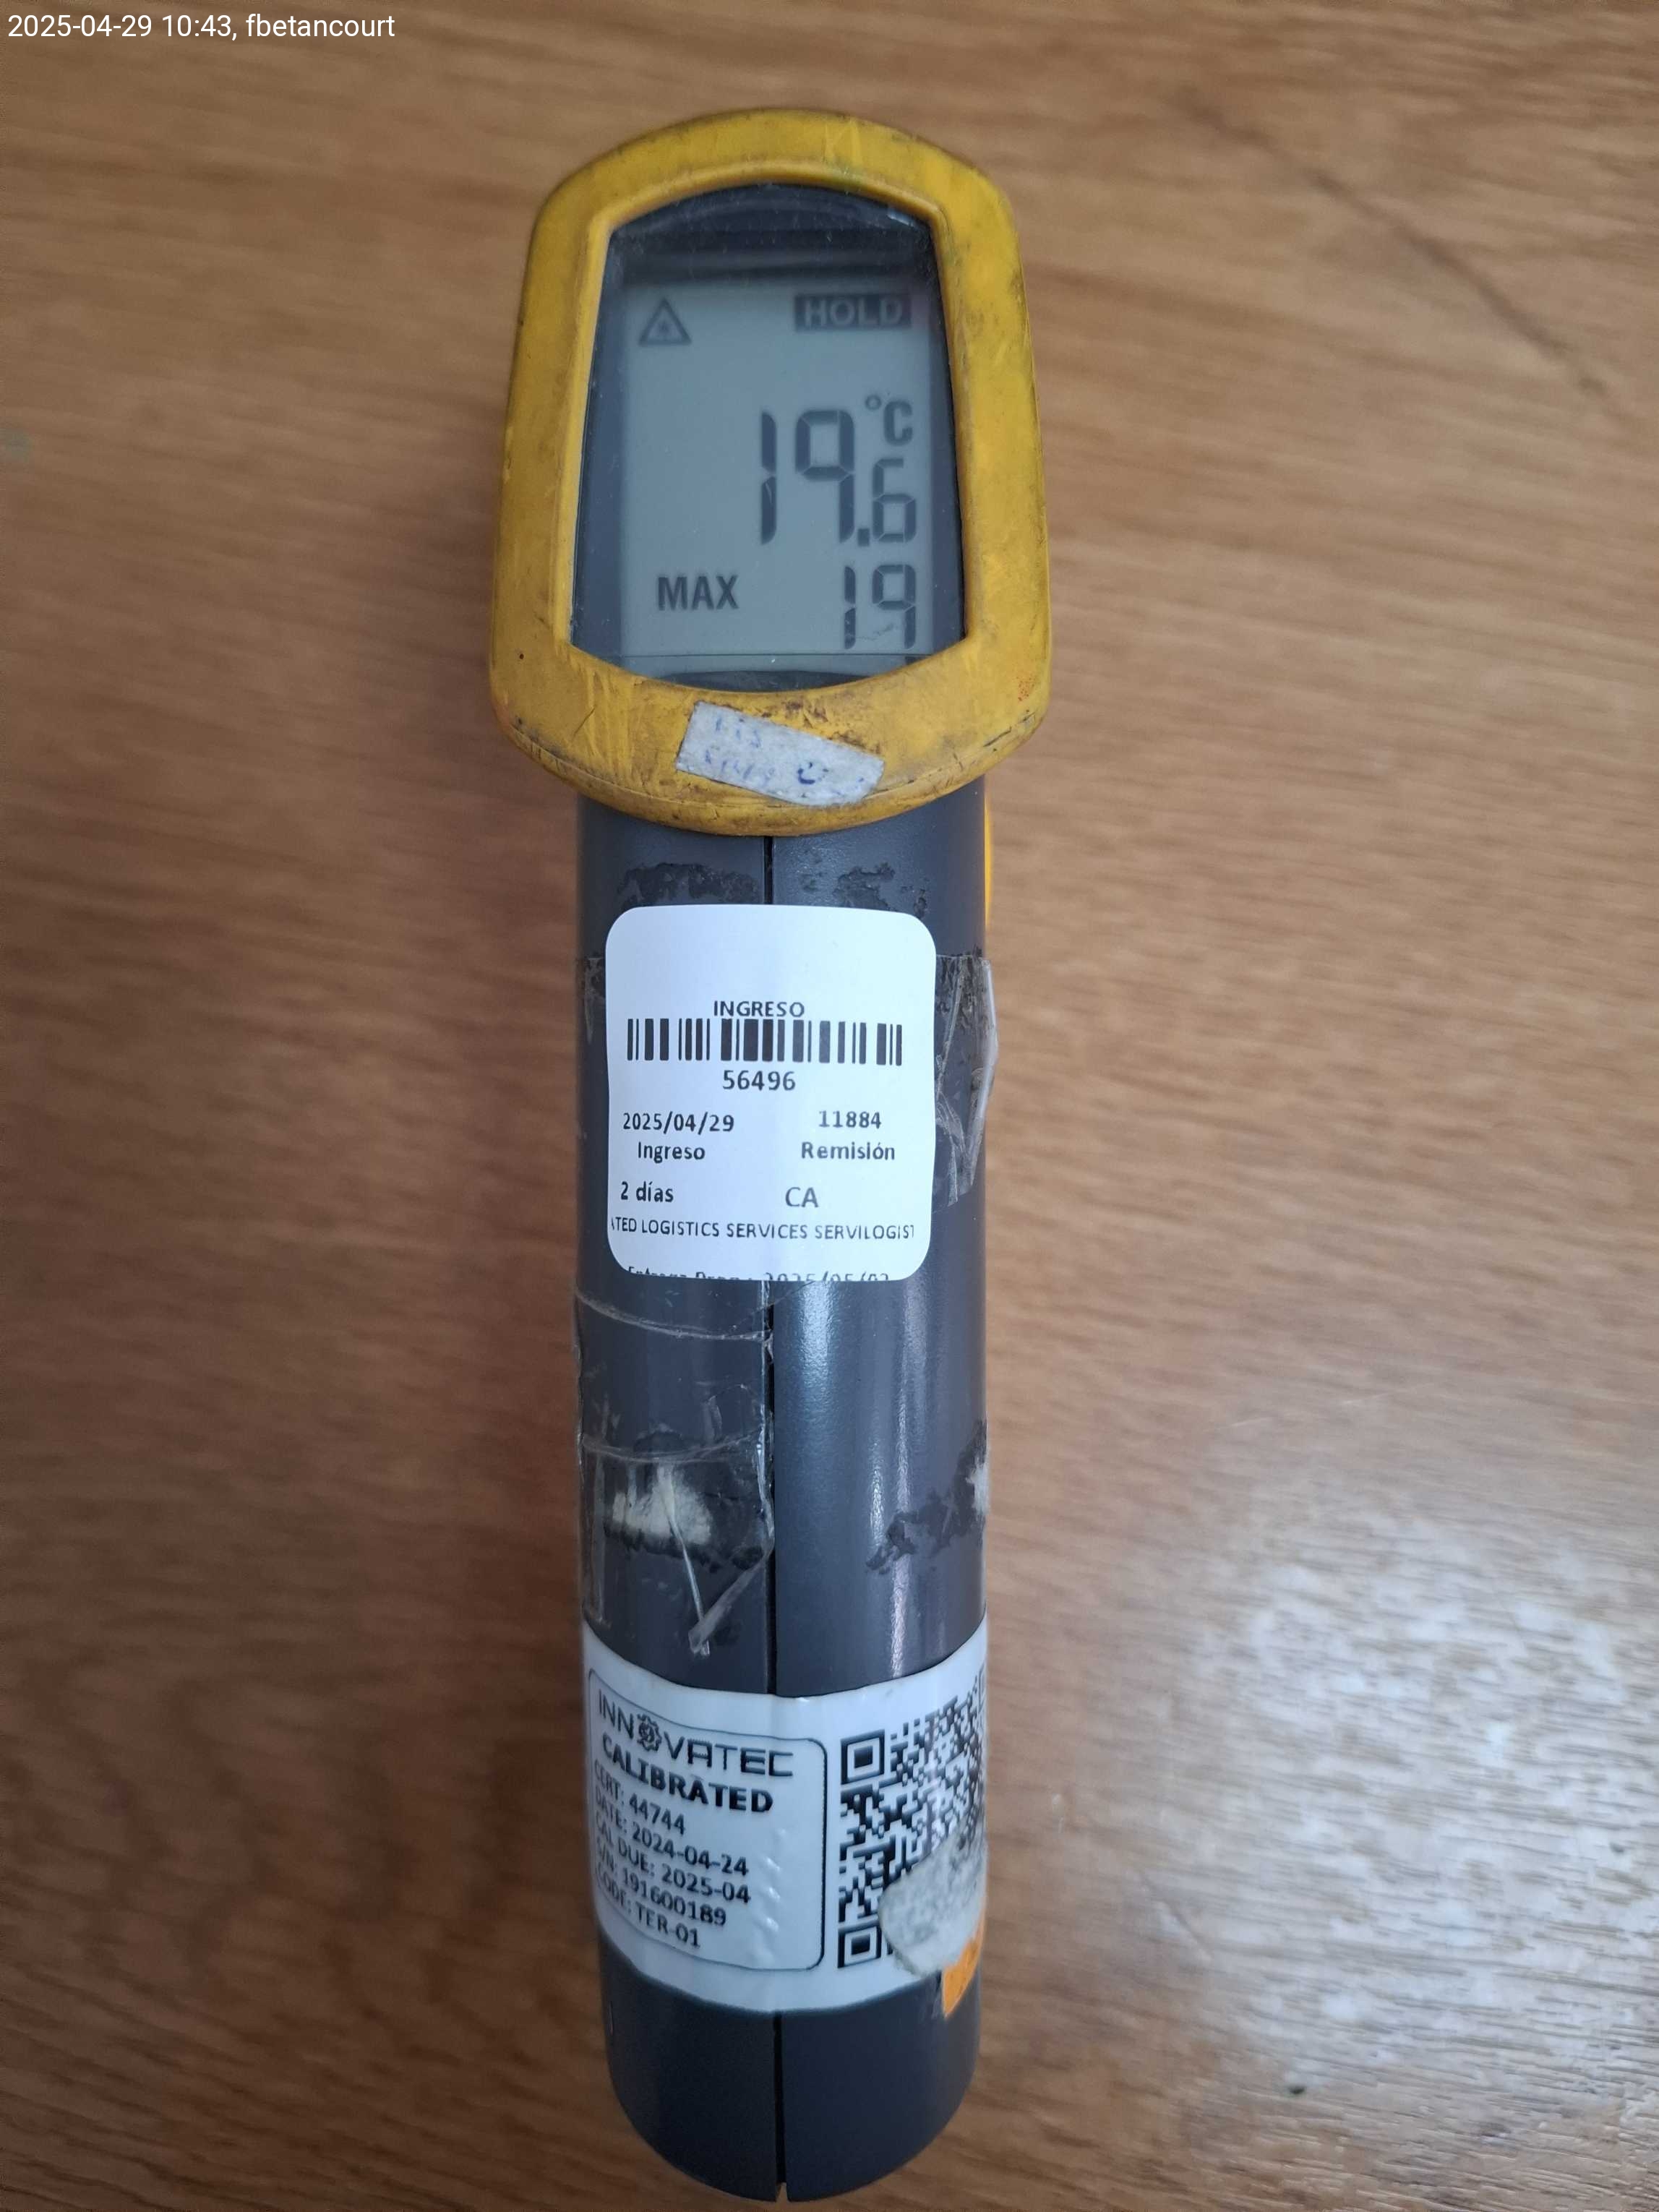 2025-04-29 10:43, fbetancourt
HOLD
°C
19.6
MAX 19
INGRESO
56496
2025/04/29 11884
Ingreso Remisión
2 días CA
ATED LOGISTICS SERVICES SERVILOGIST
INNOVATEC
CALIBRATED
CERT: 44744
DATE: 2024-04-24
CAL DUE: 2025-04
S/N: 191600189
CODE: TER-01